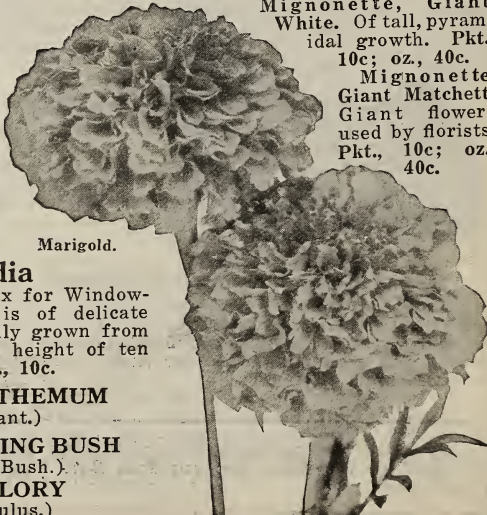 Mignonette, Giant
White. Of tall, pyram-
idal growth. Pkt.
10c; oz., 40c.
Mignonette
Giant Matchett
Giant flower
used by florists
Pkt., 10c; oz.
40c.
Marigold.
dia
x for Window-
is of delicate
lly grown from
height of ten
., 10c.
THEMUM
ant.)
ING BUSH
Bush.)
LORY
ulus.)